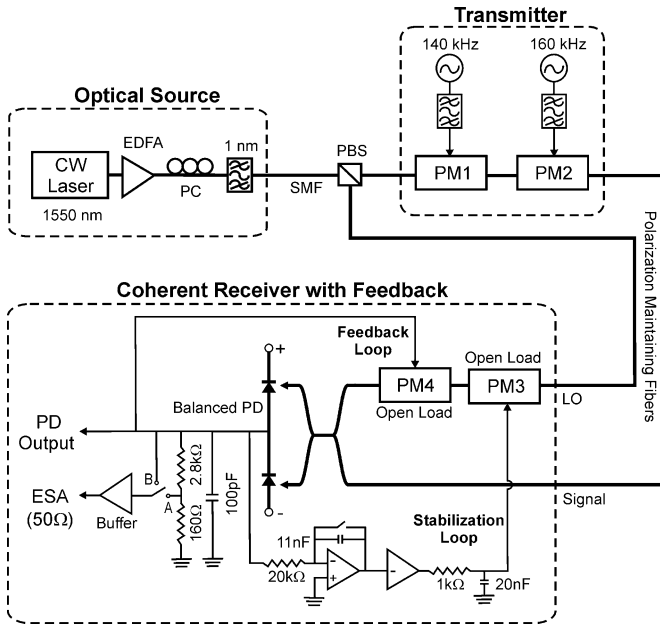 Transmitter
140 kHz
160 kHz
Optical Source
EDFA
1 nm
CW
Laser
PC
1550 nm
SMF
PBS
PM1
PM2
Polarization Maintaining Fibers
Coherent Receiver with Feedback
Feedback
Loop
Open Load
PM4
PM3
Open Load
LO
+
Balanced PD
PD
Output
2.8kΩ
B
A
ESA
(50Ω)
Buffer
160Ω
100pF
-
Signal
Stabilization
Loop
11nF
20kΩ
-
+
-
1kΩ
20nF